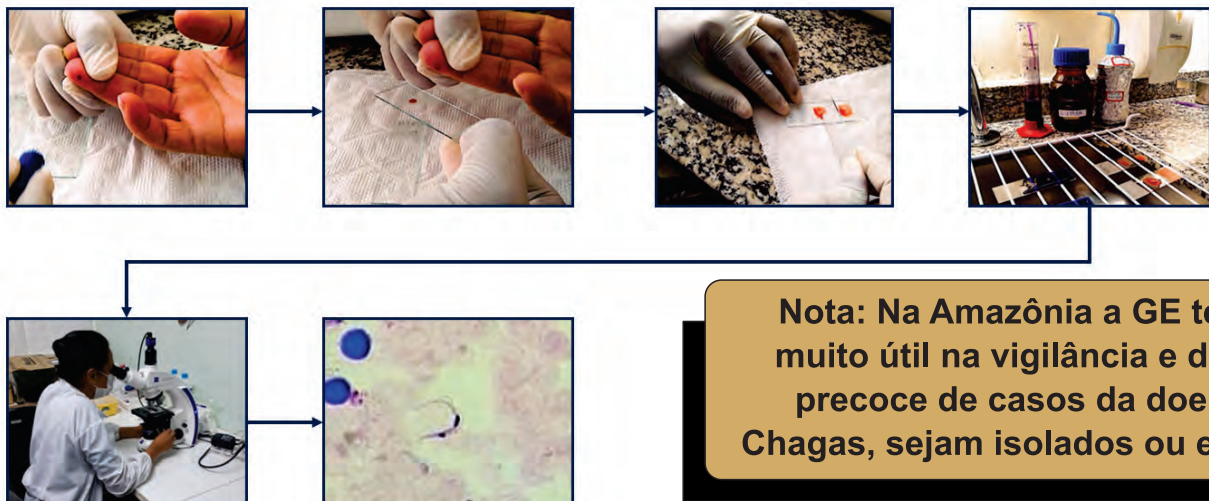 Nota: Na Amazônia a GE
muito útil na vigilância e
precoce de casos da
Chagas, sejam isolados ou